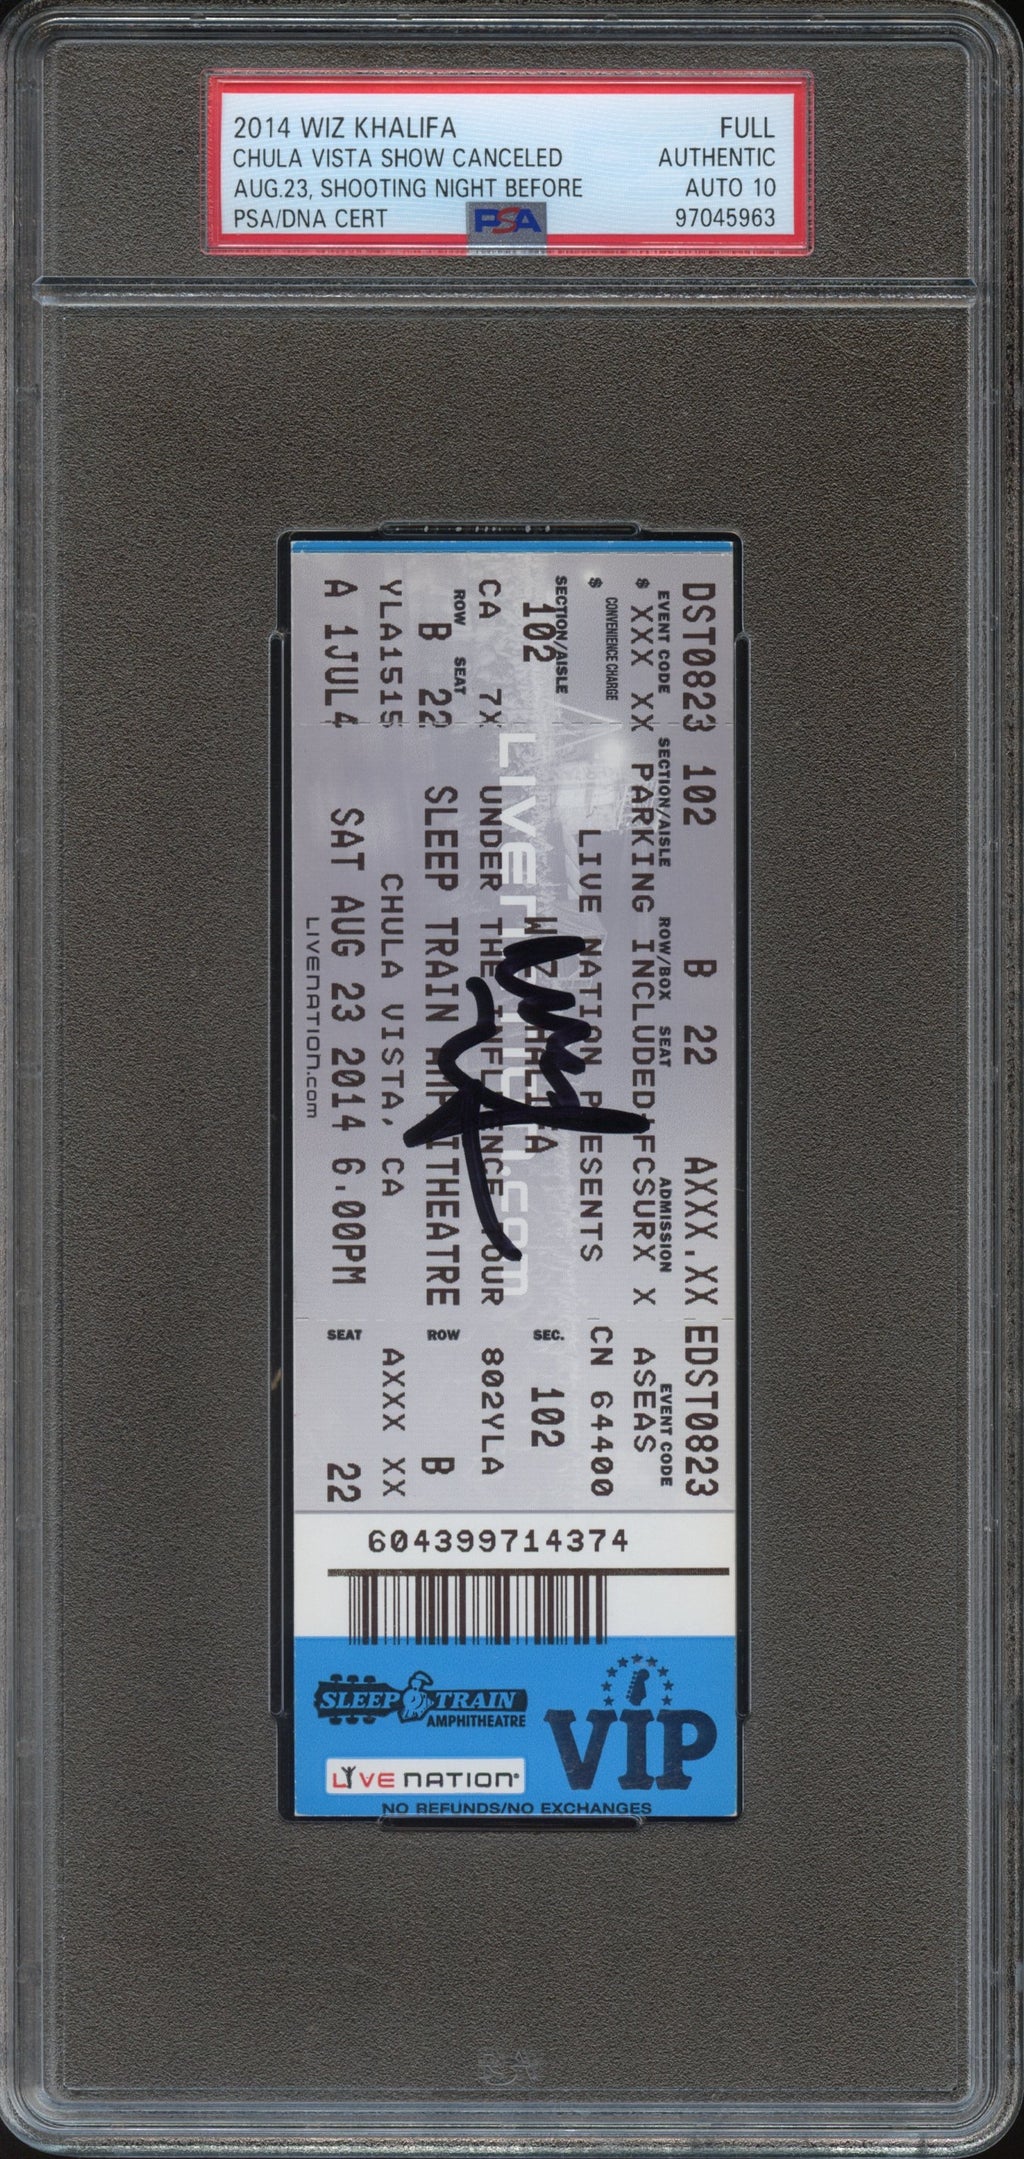 2014 WIZ KHALIFA FULL
CHULA VISTA SHOW CANCELED AUTHENTIC
AUG.23, SHOOTING NIGHT BEFORE AUTO 10
PSA/DNA CERT 97045963
PSA
DST0823 102 B 22 AXXX.XX EDST0823
EVENT CODE SECTION/AISLE ROW/BOX SEAT ADMISSION EVENT CODE
$ XXX XX PARKING INCLUDED!FCSURX X ASEAS
$ CONVENIENCE CHARGE
LIVE NATION PRESENTS
CN 64400
SECTION/AISLE
102
WIZ KHALIFA
SEC.
102
LIVENATION.com
CA 7X UNDER THE INFLUENCE TOUR 802YLA
ROW SEAT
B 22 SLEEP TRAIN AMPHITHEATRE
ROW
B
YLA1515 CHULA VISTA, CA AXXX XX
A 1JUL4 SAT AUG 23 2014 6.00PM
SEAT
22
LIVENATION.com
604399714374
SLEEP TRAIN
AMPHITHEATRE
VIP
LIVE NATION
NO REFUNDS/NO EXCHANGES